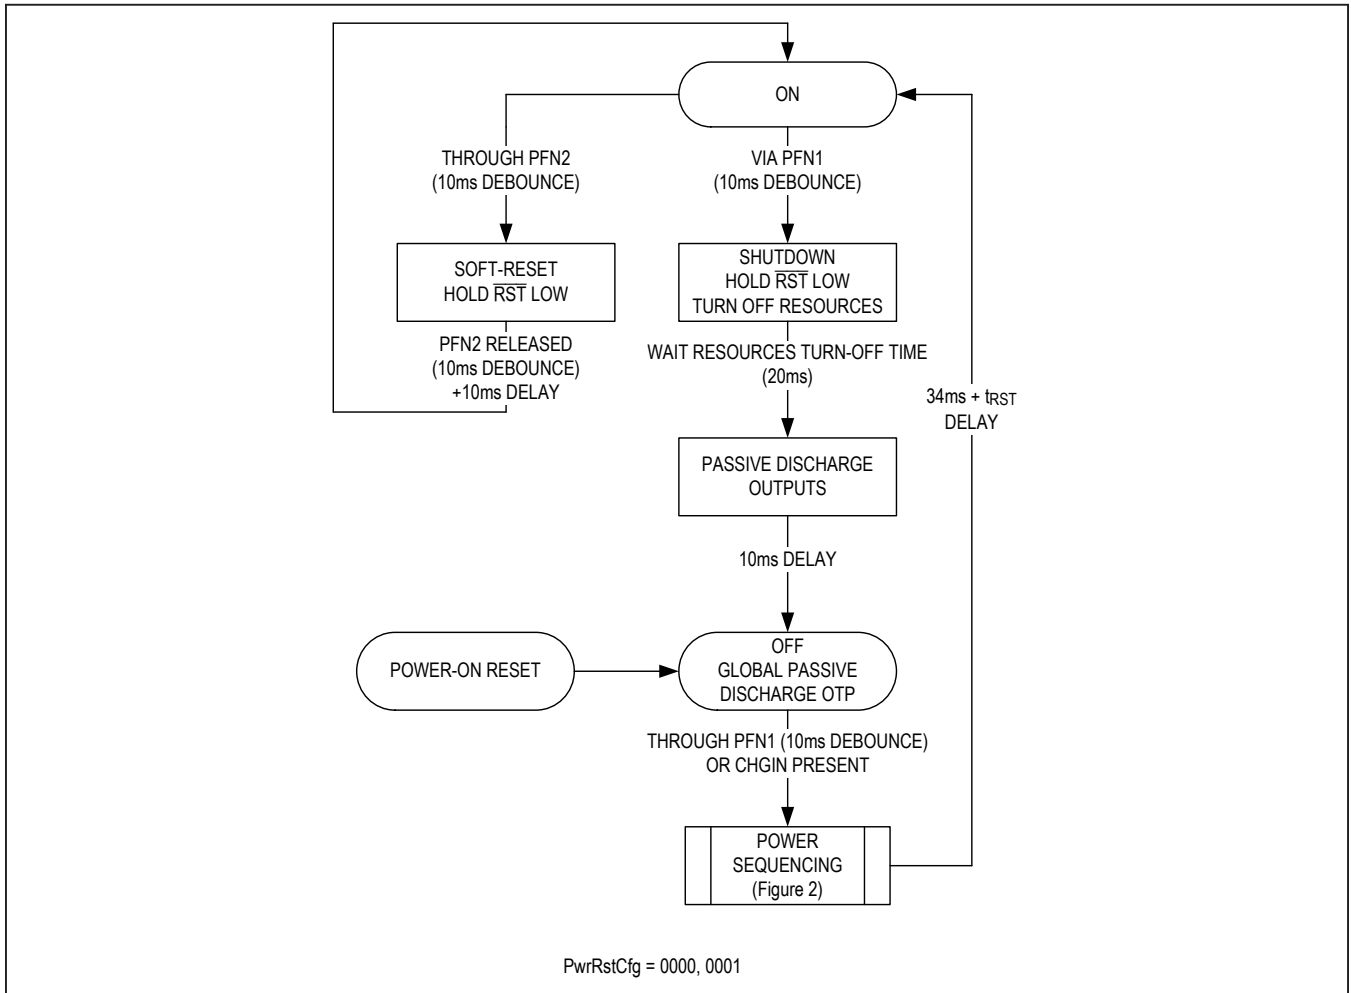 ON
THROUGH PFN2
(10ms DEBOUNCE)
VIA PFN1
(10ms DEBOUNCE)
SOFT-RESET
HOLD R̅S̅T̅ LOW
SHUTDOWN
HOLD R̅S̅T̅ LOW
TURN OFF RESOURCES
PFN2 RELEASED
(10ms DEBOUNCE)
+10ms DELAY
WAIT RESOURCES TURN-OFF TIME
(20ms)
34ms + tRST
DELAY
PASSIVE DISCHARGE
OUTPUTS
10ms DELAY
POWER-ON RESET
OFF
GLOBAL PASSIVE
DISCHARGE OTP
THROUGH PFN1 (10ms DEBOUNCE)
OR CHGIN PRESENT
POWER
SEQUENCING
(Figure 2)
PwrRstCfg = 0000, 0001